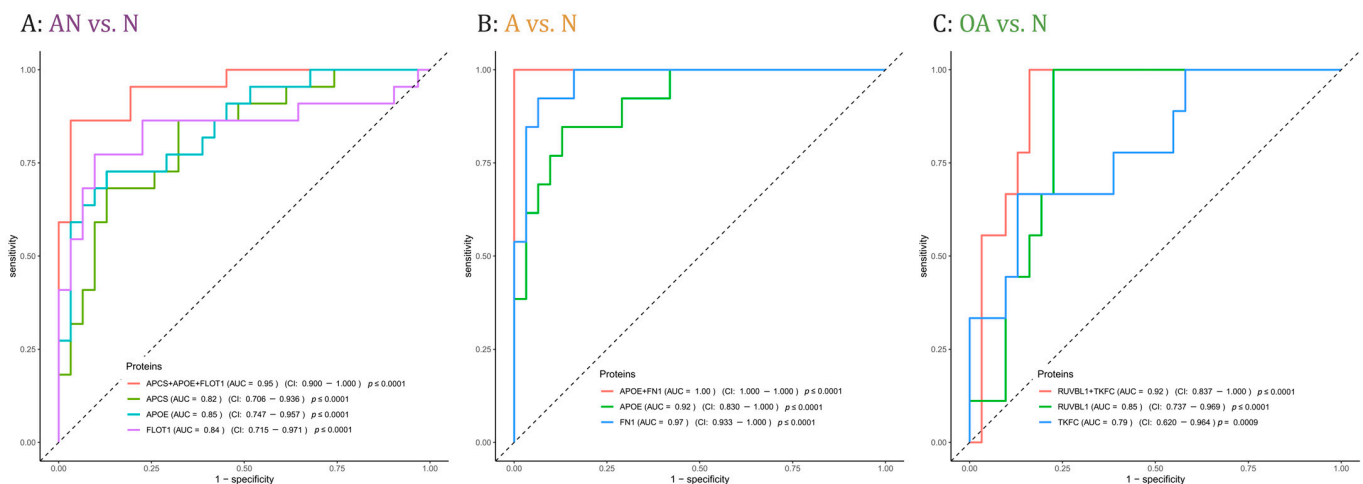 A: AN vs. N
1.00
0.75
0.50
0.25
0.00
sensitivity
Proteins
APCS+APOE+FLOT1 (AUC = 0.95 ) (CI: 0.900 − 1.000 ) p ≤ 0.0001
APCS (AUC = 0.82 ) (CI: 0.706 − 0.936 ) p ≤ 0.0001
APOE (AUC = 0.85 ) (CI: 0.747 − 0.957 ) p ≤ 0.0001
FLOT1 (AUC = 0.84 ) (CI: 0.715 − 0.971 ) p ≤ 0.0001
0.00 0.25 0.50 0.75 1.00
1 − specificity
B: A vs. N
1.00
0.75
0.50
0.25
0.00
sensitivity
Proteins
APOE+FN1 (AUC = 1.00 ) (CI: 1.000 − 1.000 ) p ≤ 0.0001
APOE (AUC = 0.92 ) (CI: 0.830 − 1.000 ) p ≤ 0.0001
FN1 (AUC = 0.97 ) (CI: 0.933 − 1.000 ) p ≤ 0.0001
0.00 0.25 0.50 0.75 1.00
1 − specificity
C: OA vs. N
1.00
0.75
0.50
0.25
0.00
sensitivity
Proteins
RUVBL1+TKFC (AUC = 0.92 ) (CI: 0.837 − 1.000 ) p ≤ 0.0001
RUVBL1 (AUC = 0.85 ) (CI: 0.737 − 0.969 ) p ≤ 0.0001
TKFC (AUC = 0.79 ) (CI: 0.620 − 0.964 ) p = 0.0009
0.00 0.25 0.50 0.75 1.00
1 − specificity